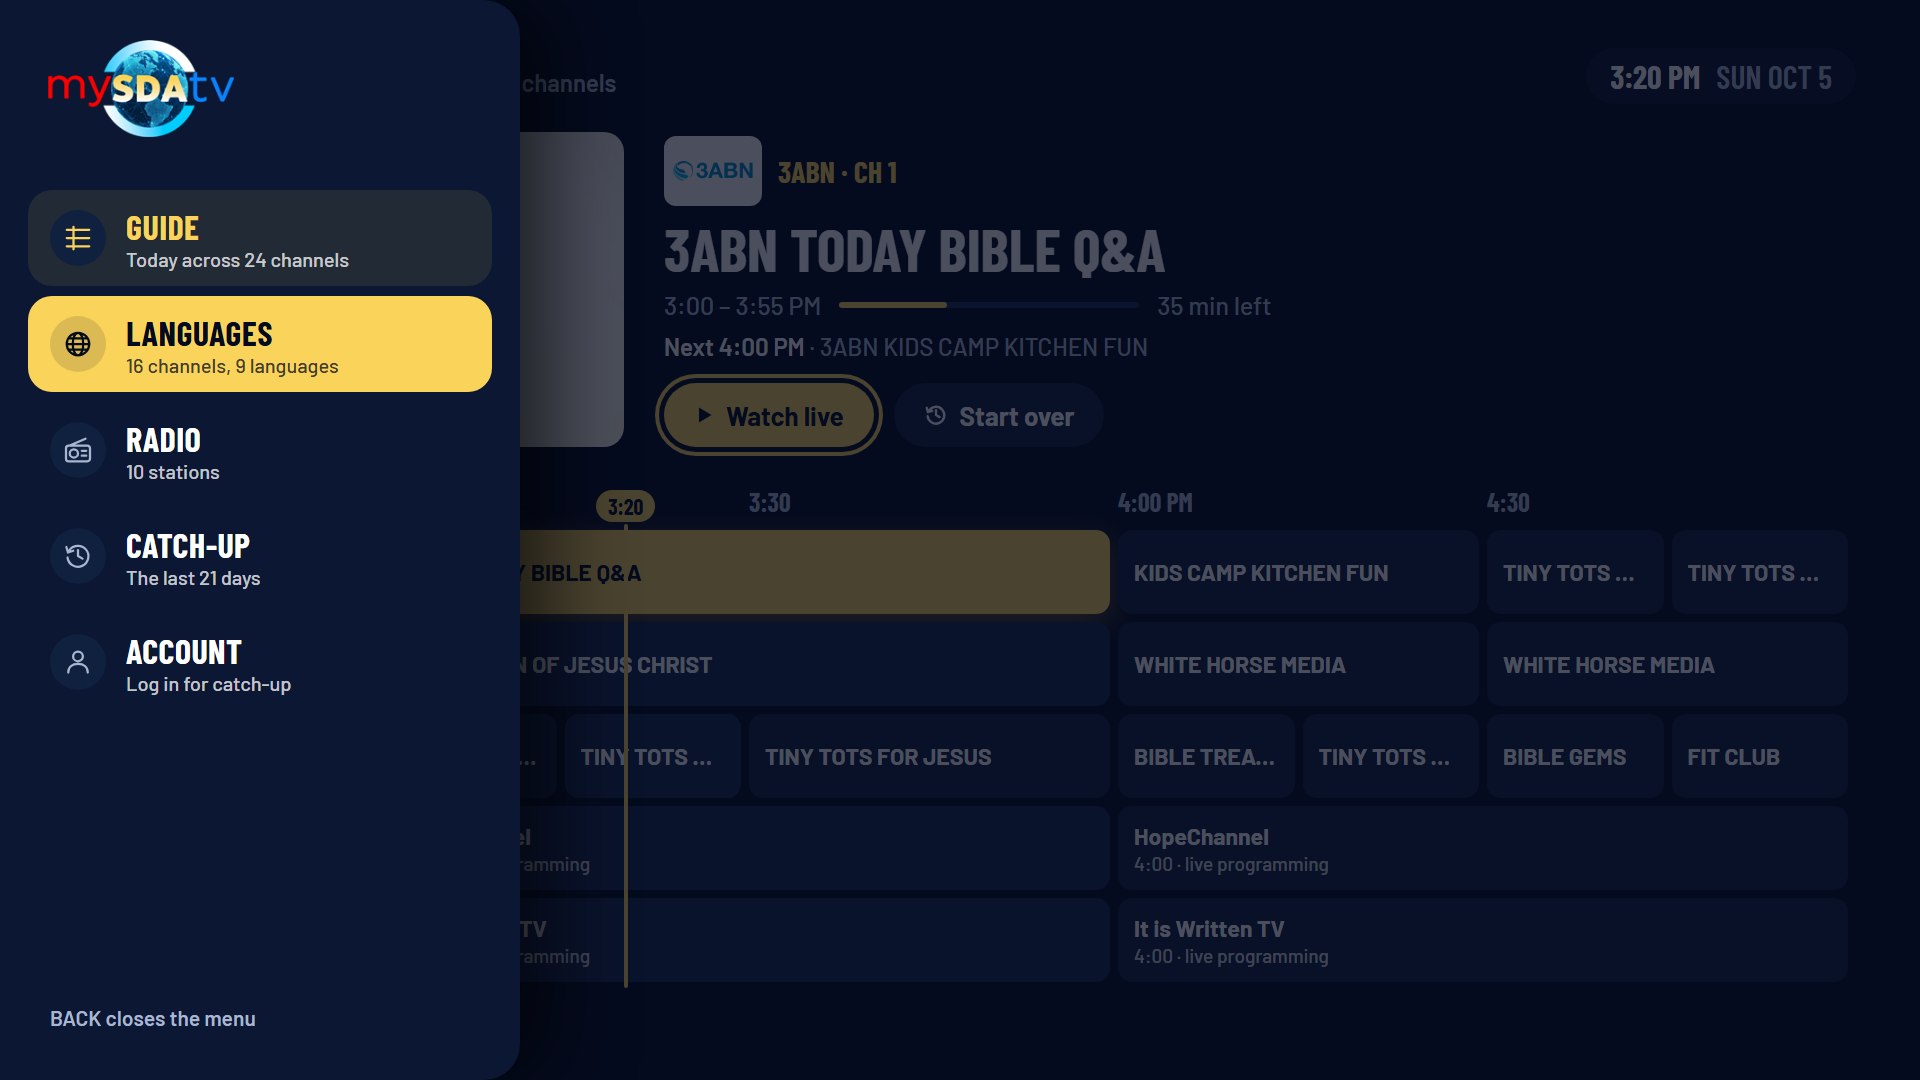 mySDAtv
GUIDE
Today across 24 channels
LANGUAGES
16 channels, 9 languages
RADIO
10 stations
CATCH-UP
The last 21 days
ACCOUNT
Log in for catch-up
BACK closes the menu
channels
3:20 PM SUN OCT 5
3ABN
3ABN · CH 1
3ABN TODAY BIBLE Q&A
3:00 – 3:55 PM
35 min left
Next 4:00 PM · 3ABN KIDS CAMP KITCHEN FUN
Watch live
Start over
3:20
3:30
4:00 PM
4:30
BIBLE Q&A
KIDS CAMP KITCHEN FUN
TINY TOTS ...
TINY TOTS ...
OF JESUS CHRIST
WHITE HORSE MEDIA
WHITE HORSE MEDIA
...
TINY TOTS ...
TINY TOTS FOR JESUS
BIBLE TREA...
TINY TOTS ...
BIBLE GEMS
FIT CLUB
HopeChannel
4:00 · live programming
TV
It is Written TV
4:00 · live programming